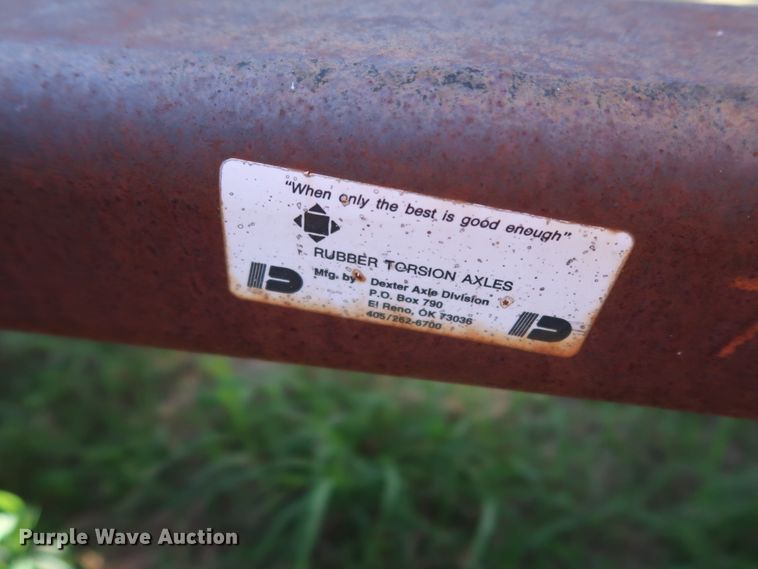 "When only the best is good enough"
RUBBER TORSION AXLES
Mfg. by Dexter Axle Division
P.O. Box 790
El Reno, OK 73036
405/262-6700
Purple Wave Auction